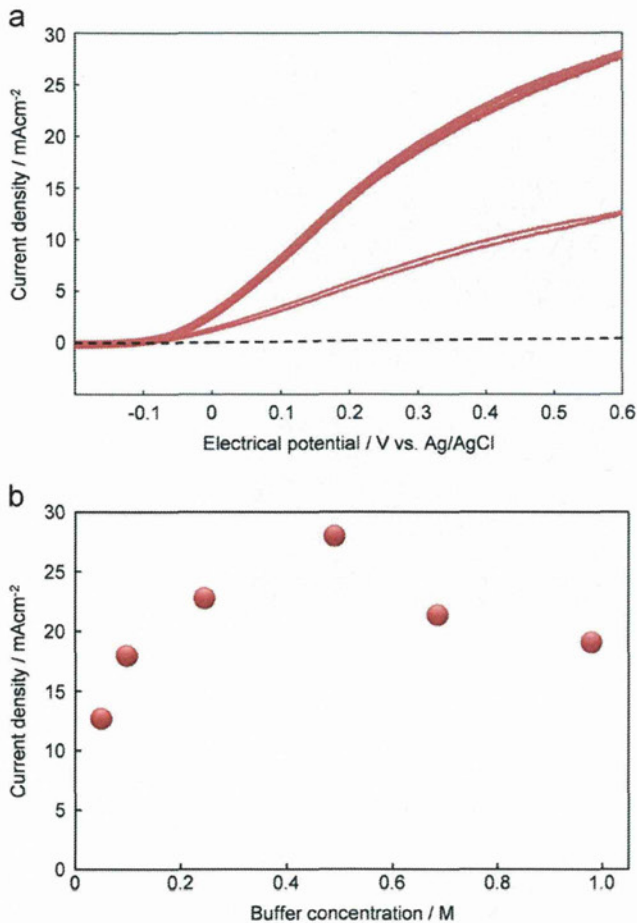 a
30
25
20
15
10
5
0
Current density / mAcm-2
-0.1 0 0.1 0.2 0.3 0.4 0.5 0.6
Electrical potential / V vs. Ag/AgCl
b
30
25
20
15
10
5
0
Current density / mAcm-2
0.2 0.4 0.6 0.8 1.0
Buffer concentration / M